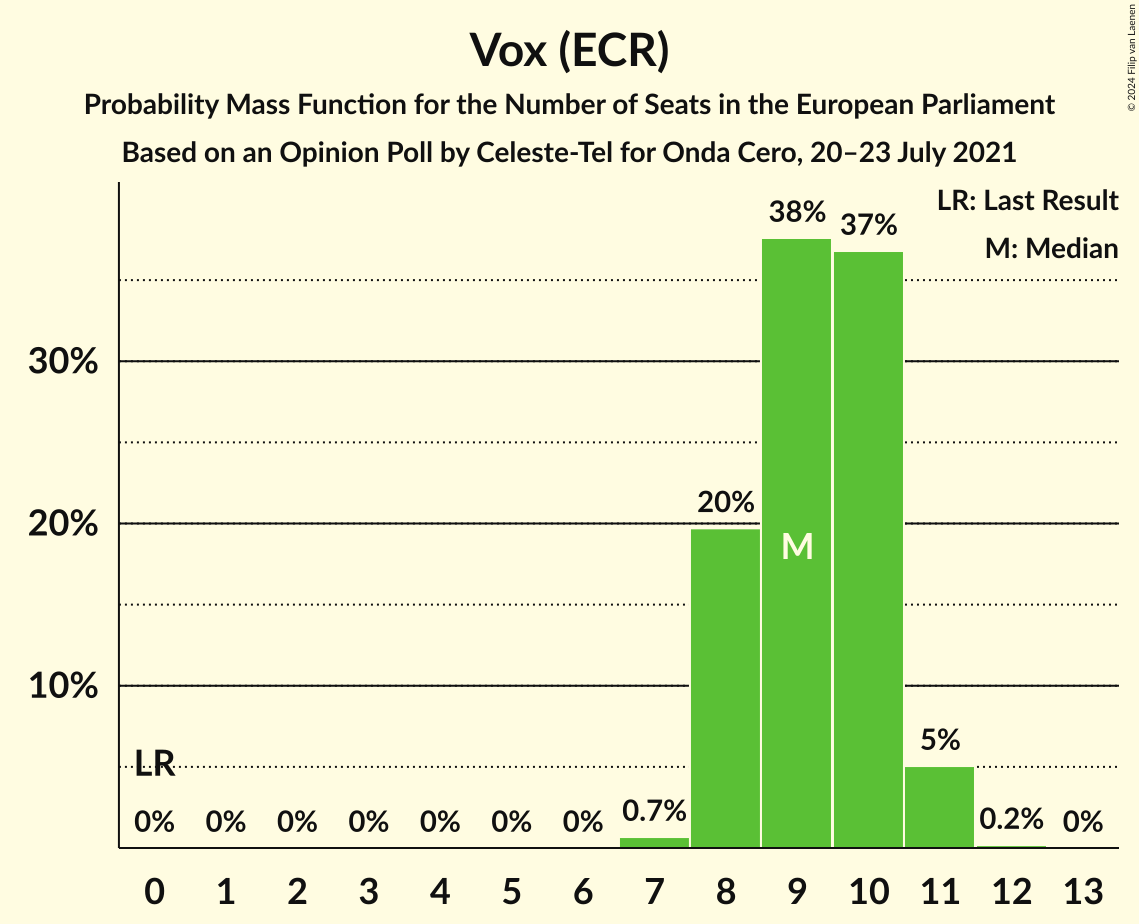 Vox (ECR)
Probability Mass Function for the Number of Seats in the European Parliament
Based on an Opinion Poll by Celeste-Tel for Onda Cero, 20–23 July 2021
© 2024 Filip van Laenen
LR: Last Result
M: Median
38%
37%
30%
20%
20%
M
10%
5%
LR
0% 0% 0% 0% 0% 0% 0% 0.7% 0.2% 0%
0 1 2 3 4 5 6 7 8 9 10 11 12 13